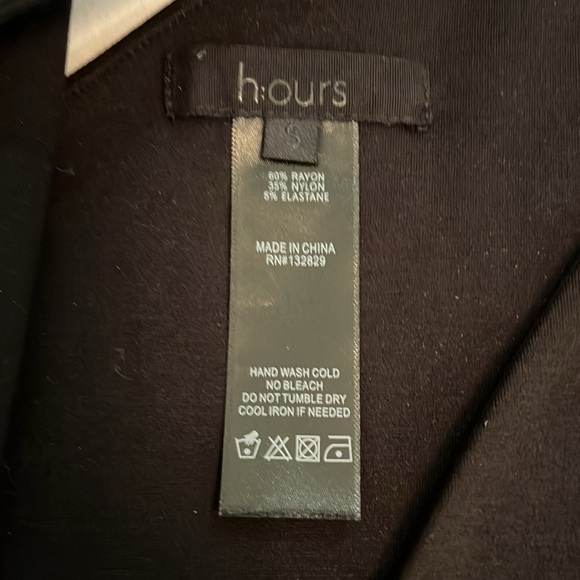 h:ours
S
60% RAYON
35% NYLON
5% ELASTANE
MADE IN CHINA
RN#132829
HAND WASH COLD
NO BLEACH
DO NOT TUMBLE DRY
COOL IRON IF NEEDED